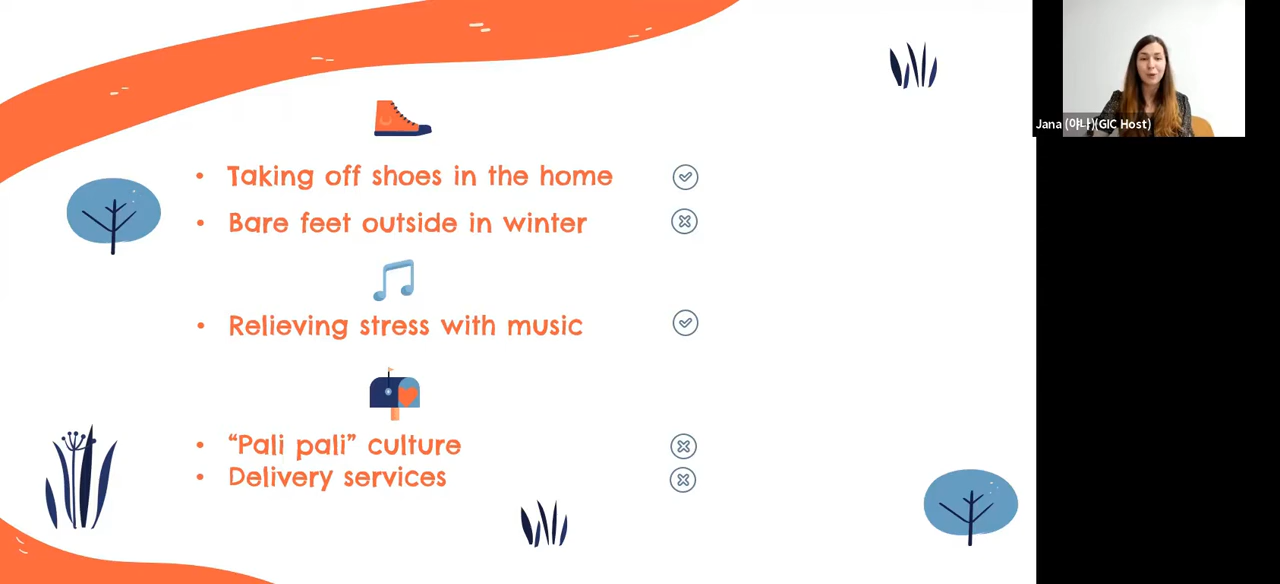 Jana (야나)(GIC Host)
• Taking off shoes in the home
• Bare feet outside in winter
• Relieving stress with music
• “Pali pali” culture
• Delivery services